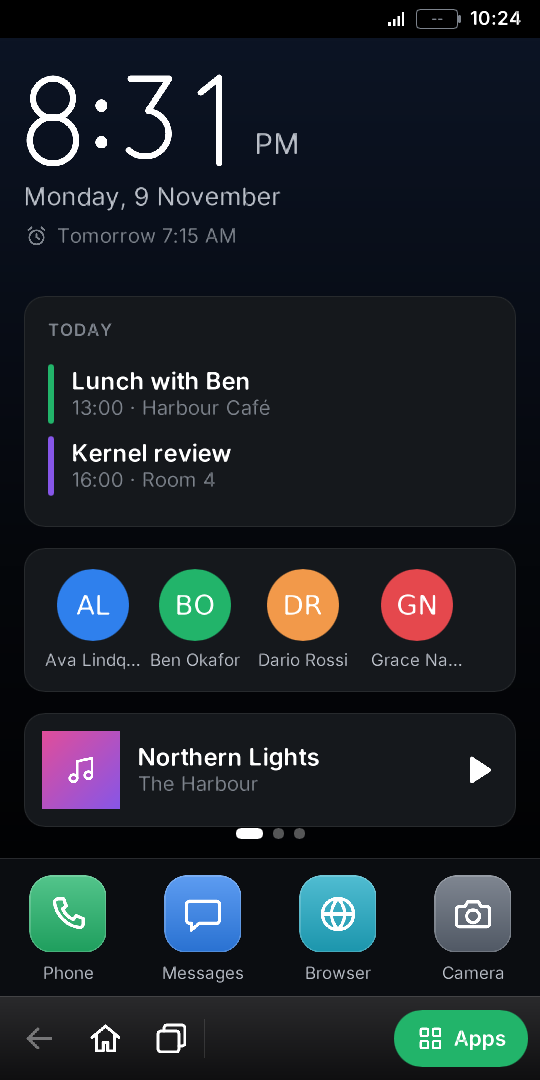 -- 10:24
8:31 PM
Monday, 9 November
Tomorrow 7:15 AM
TODAY
Lunch with Ben
13:00 · Harbour Café
Kernel review
16:00 · Room 4
AL BO DR GN
Ava Lindq... Ben Okafor Dario Rossi Grace Na...
Northern Lights
The Harbour
Phone Messages Browser Camera
Apps